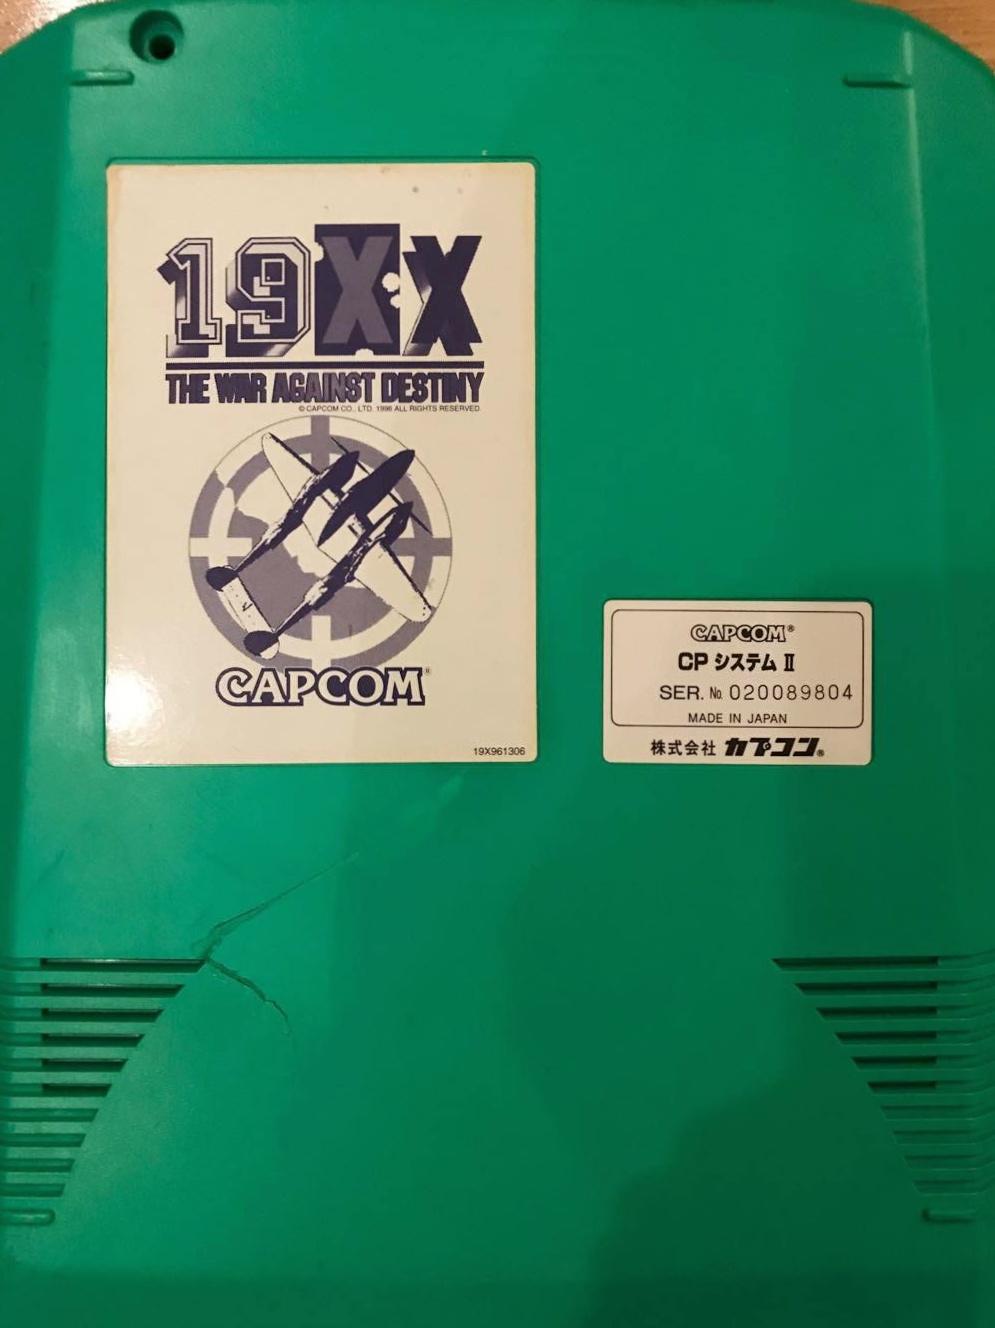 19XX
THE WAR AGAINST DESTINY
© CAPCOM CO., LTD. 1996 ALL RIGHTS RESERVED.
CAPCOM®
19X961306
CAPCOM®
CP システム II
SER. № 020089804
MADE IN JAPAN
株式会社 カプコン®